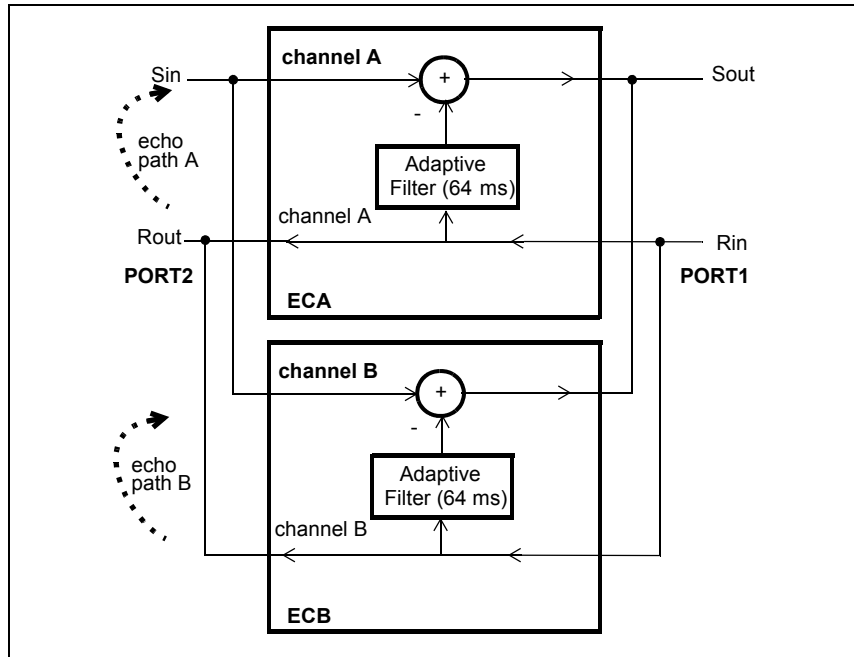 channel A
Sin
+
Sout
-
echo
path A
Adaptive
Filter (64 ms)
channel A
Rout
Rin
PORT2
PORT1
ECA
channel B
+
-
echo
path B
Adaptive
Filter (64 ms)
channel B
ECB